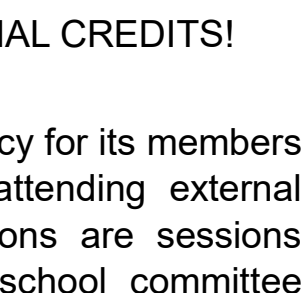 IAL CREDITS!
cy for its members
attending external
ons are sessions
school committee